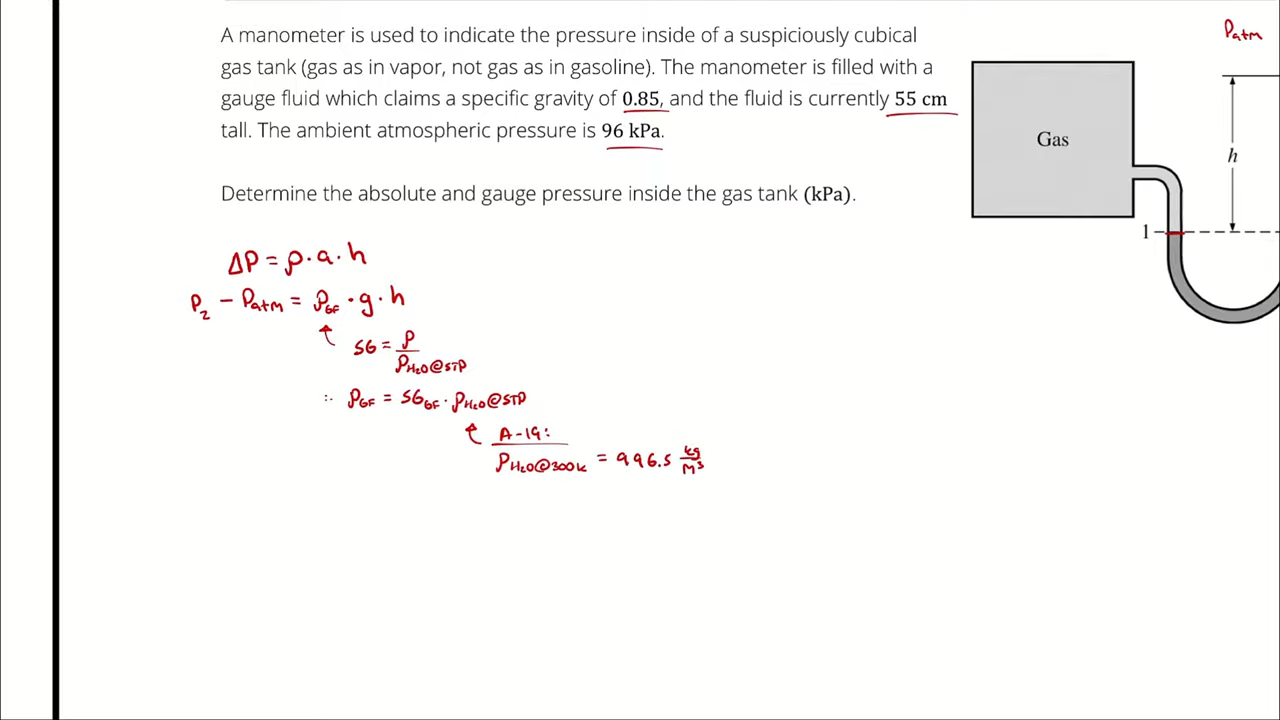 A manometer is used to indicate the pressure inside of a suspiciously cubical
gas tank (gas as in vapor, not gas as in gasoline). The manometer is filled with a
gauge fluid which claims a specific gravity of 0.85, and the fluid is currently 55 cm
tall. The ambient atmospheric pressure is 96 kPa.
Determine the absolute and gauge pressure inside the gas tank (kPa).
Patm
Gas
h
1
ΔP = ρ · a · h
P₂ − Patm = ρGF · g · h
SG = ρ / ρH₂O@STP
∴ ρGF = SGGF · ρH₂O@STP
A-19:
ρH₂O@300K = 996.5 kg/m³